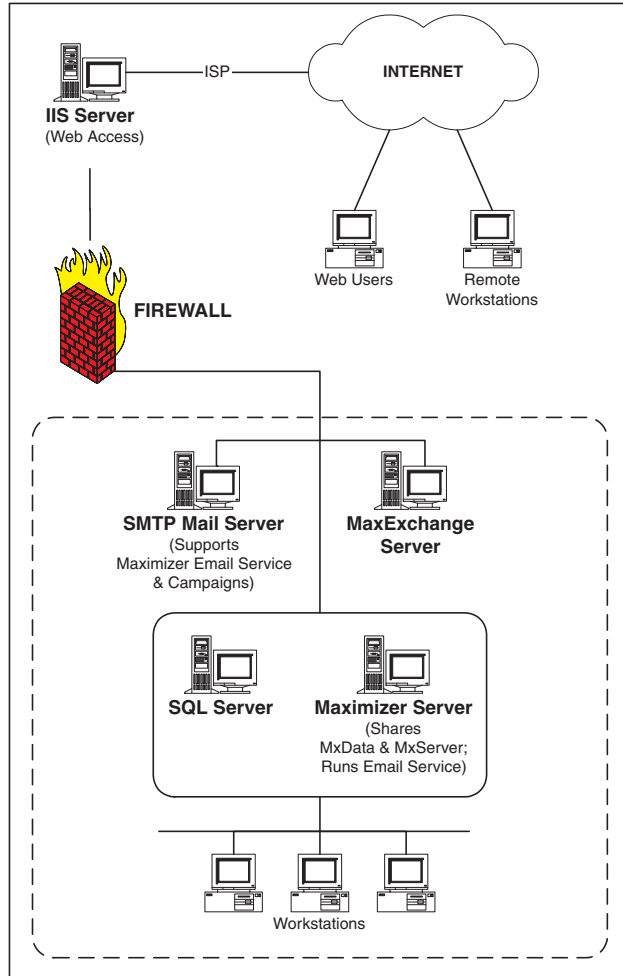 ISP
INTERNET
IIS Server
(Web Access)
Web Users
Remote
Workstations
FIREWALL
SMTP Mail Server
(Supports
Maximizer Email Service
& Campaigns)
MaxExchange
Server
SQL Server
Maximizer Server
(Shares
MxData & MxServer;
Runs Email Service)
Workstations